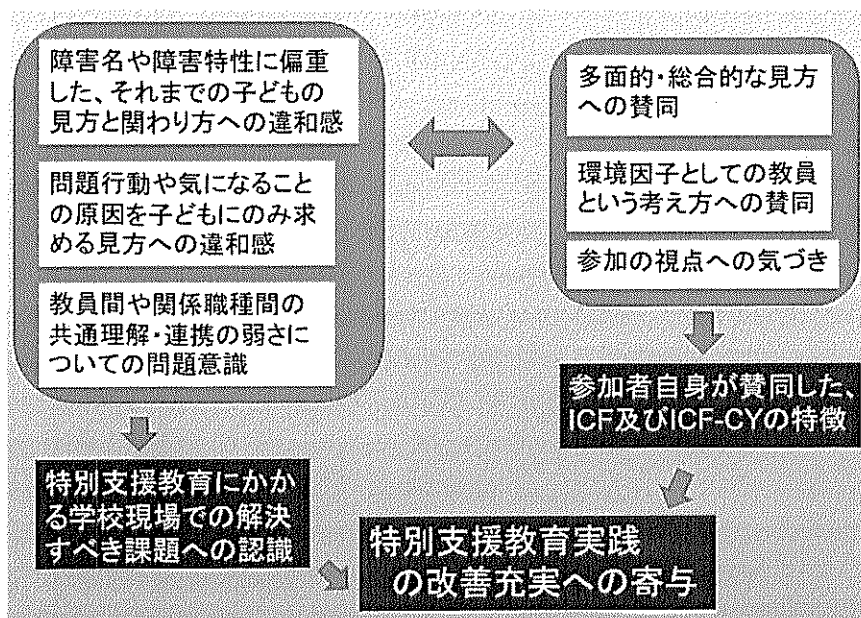 障害名や障害特性に偏重
した、それまでの子どもの
見方と関わり方への違和感
問題行動や気になること
の原因を子どもにのみ求
める見方への違和感
教員間や関係職種間の
共通理解・連携の弱さに
ついての問題意識
多面的・総合的な見方
への賛同
環境因子としての教員
という考え方への賛同
参加の視点への気づき
参加者自身が賛同した、
ICF及びICF-CYの特徴
特別支援教育にかか
る学校現場での解決
すべき課題への認識
特別支援教育実践
の改善充実への寄与